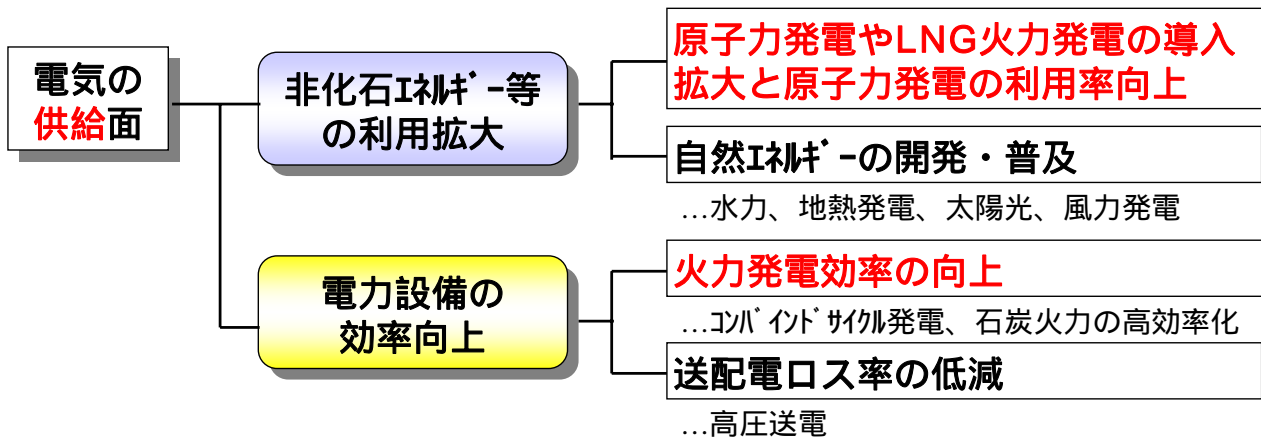 電気の
供給面
非化石ｴﾈﾙｷﾞｰ等
の利用拡大
原子力発電やLNG火力発電の導入
拡大と原子力発電の利用率向上
自然ｴﾈﾙｷﾞｰの開発・普及
…水力、地熱発電、太陽光、風力発電
電力設備の
効率向上
火力発電効率の向上
…ｺﾝﾊﾞｲﾝﾄﾞｻｲｸﾙ発電、石炭火力の高効率化
送配電ロス率の低減
…高圧送電